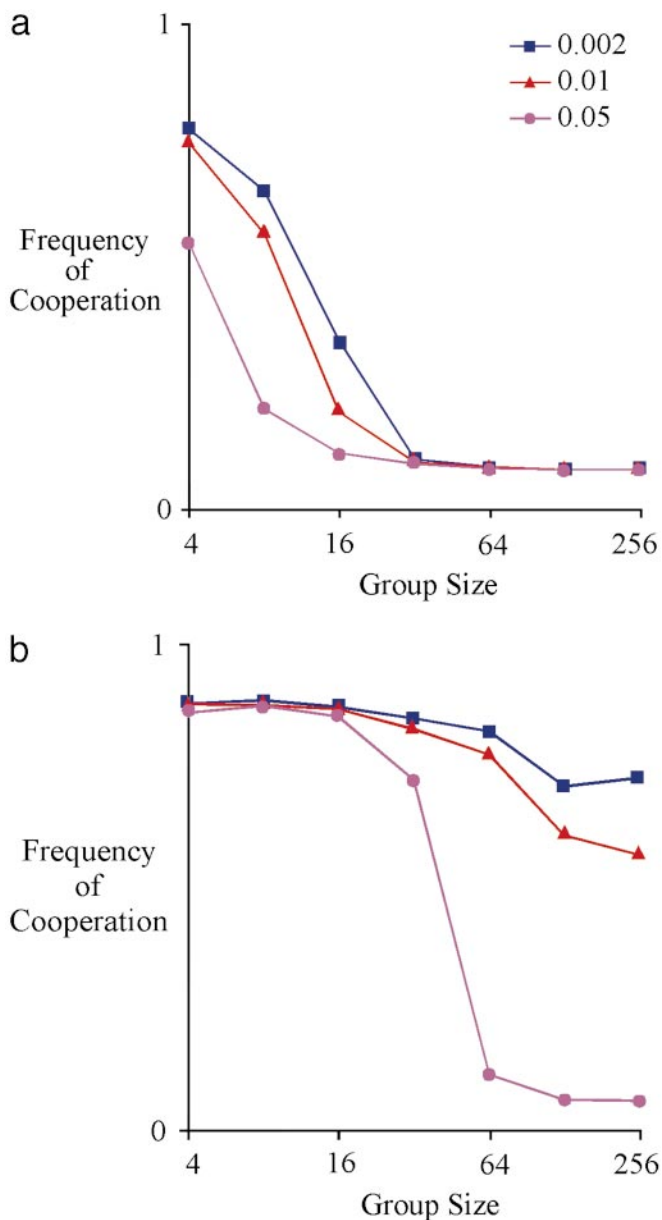 a
1
0.002
0.01
0.05
Frequency
of
Cooperation
0
4
16
64
256
Group Size
b
1
Frequency
of
Cooperation
0
4
16
64
256
Group Size